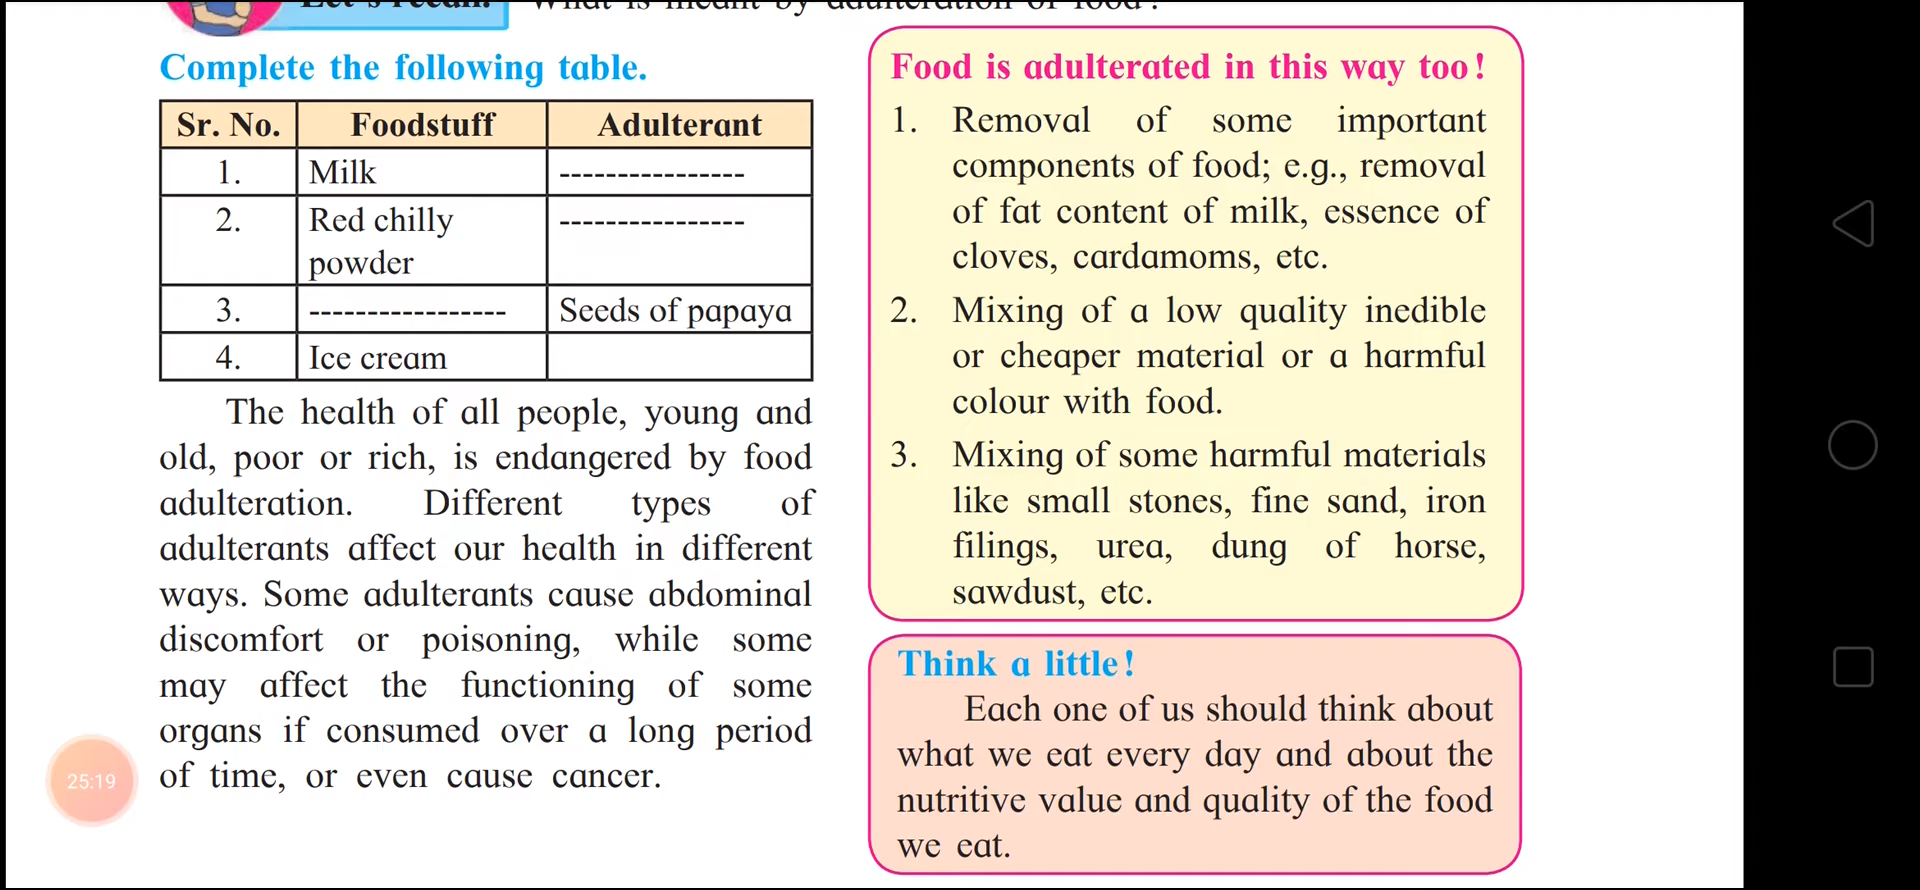 Complete the following table.
Sr. No. Foodstuff Adulterant
1. Milk ----------------
2. Red chilly ----------------
powder
3. ----------------- Seeds of papaya
4. Ice cream
The health of all people, young and
old, poor or rich, is endangered by food
adulteration. Different types of
adulterants affect our health in different
ways. Some adulterants cause abdominal
discomfort or poisoning, while some
may affect the functioning of some
organs if consumed over a long period
of time, or even cause cancer.
25:19
Food is adulterated in this way too!
1. Removal of some important
components of food; e.g., removal
of fat content of milk, essence of
cloves, cardamoms, etc.
2. Mixing of a low quality inedible
or cheaper material or a harmful
colour with food.
3. Mixing of some harmful materials
like small stones, fine sand, iron
filings, urea, dung of horse,
sawdust, etc.
Think a little!
Each one of us should think about
what we eat every day and about the
nutritive value and quality of the food
we eat.